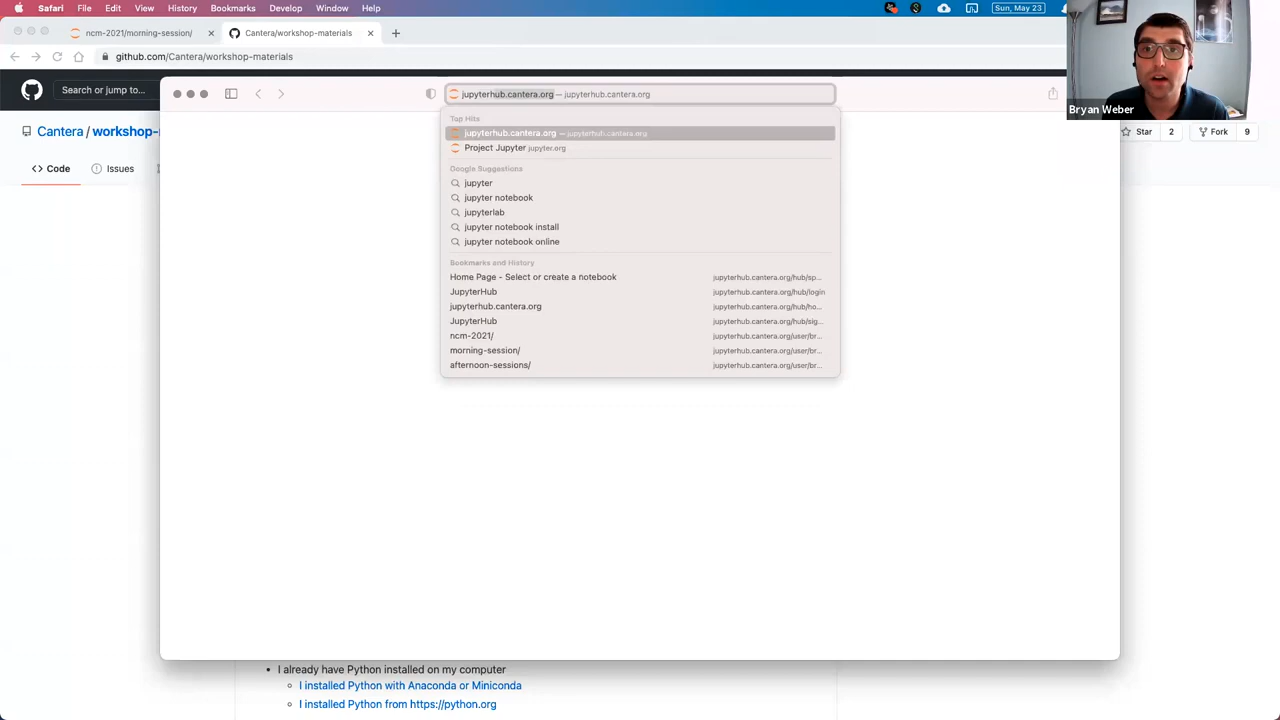 Safari File Edit View History Bookmarks Develop Window Help
Sun, May 23
ncm-2021/morning-session/
Cantera/workshop-materials
github.com/Cantera/workshop-materials
Search or jump to...
jupyterhub.cantera.org — jupyterhub.cantera.org
Bryan Weber
Cantera / workshop-
Star 2
Fork 9
Code
Issues
Top Hits
jupyterhub.cantera.org — jupyterhub.cantera.org
Project Jupyter jupyter.org
Google Suggestions
jupyter
jupyter notebook
jupyterlab
jupyter notebook install
jupyter notebook online
Bookmarks and History
Home Page - Select or create a notebook jupyterhub.cantera.org/hub/sp...
JupyterHub jupyterhub.cantera.org/hub/login
jupyterhub.cantera.org jupyterhub.cantera.org/hub/ho...
JupyterHub jupyterhub.cantera.org/hub/sig...
ncm-2021/ jupyterhub.cantera.org/user/br...
morning-session/ jupyterhub.cantera.org/user/br...
afternoon-sessions/ jupyterhub.cantera.org/user/br...
I already have Python installed on my computer
I installed Python with Anaconda or Miniconda
I installed Python from https://python.org